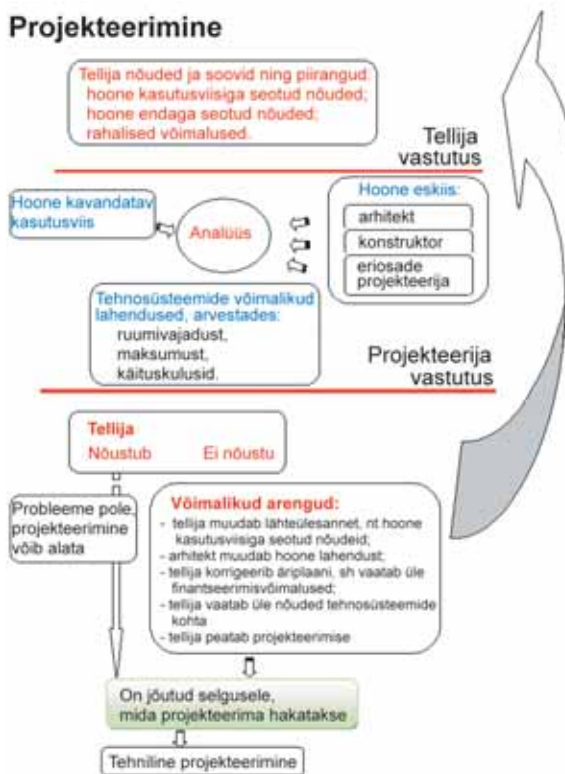 Projekteerimine
Tellija nõuded ja soovid ning piirangud:
hoone kasutusviisiga seotud nõuded;
hoone endaga seotud nõuded;
rahalised võimalused.
Tellija
vastutus
Hoone kavandatav
kasutusviis
Analüüs
Hoone eskiis:
arhitekt
konstruktor
eriosade
projekteerija
Tehnosüsteemide võimalikud
lahendused, arvestades:
ruumivajadust,
maksumust,
käituskulusid.
Projekteerija
vastutus
Tellija
Nõustub Ei nõustu
Probleeme pole,
projekteerimine
võib alata
Võimalikud arengud:
- tellija muudab lähteülesannet, nt hoone
kasutusviisiga seotud nõudeid;
- arhitekt muudab hoone lahendust;
- tellija korrigeerib äriplaani, sh vaatab üle
finantseerimisvõimalused;
- tellija vaatab üle nõuded tehnosüsteemide
kohta
- tellija peatab projekteerimise
On jõutud selgusele,
mida projekteerima hakatakse
Tehniline projekteerimine